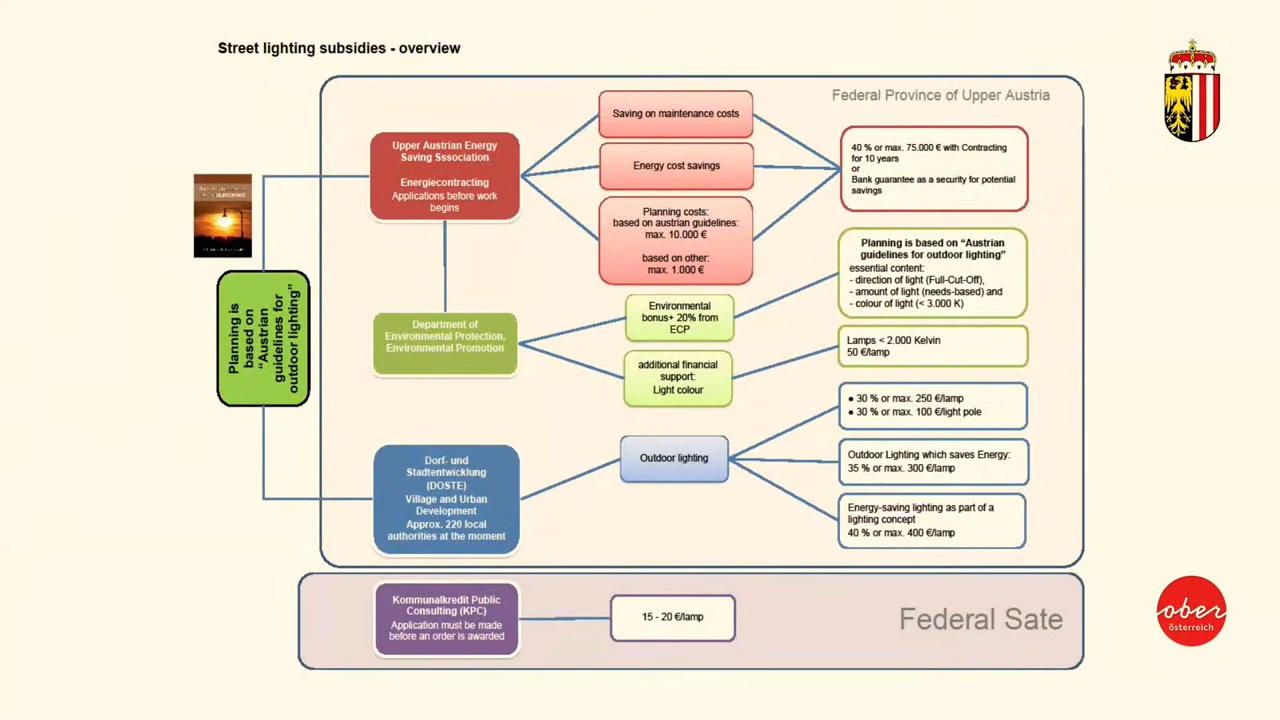 Street lighting subsidies - overview
Federal Province of Upper Austria
Upper Austrian Energy
Saving Sssociation
Energiecontracting
Applications before work
begins
Saving on maintenance costs
Energy cost savings
Planning costs:
based on austrian guidelines:
max. 10.000 €
based on other:
max. 1.000 €
40 % or max. 75.000 € with Contracting
for 10 years
or
Bank guarantee as a security for potential
savings
Planning is
based on
“Austrian
guidelines for
outdoor lighting”
Department of
Environmental Protection,
Environmental Promotion
Environmental
bonus+ 20% from
ECP
additional financial
support:
Light colour
Planning is based on “Austrian
guidelines for outdoor lighting”
essential content:
- direction of light (Full-Cut-Off),
- amount of light (needs-based) and
- colour of light (< 3.000 K)
Lamps < 2.000 Kelvin
50 €/lamp
Dorf- und
Stadtentwicklung
(DOSTE)
Village and Urban
Development
Approx. 220 local
authorities at the moment
Outdoor lighting
● 30 % or max. 250 €/lamp
● 30 % or max. 100 €/light pole
Outdoor Lighting which saves Energy:
35 % or max. 300 €/lamp
Energy-saving lighting as part of a
lighting concept
40 % or max. 400 €/lamp
Kommunalkredit Public
Consulting (KPC)
Application must be made
before an order is awarded
15 - 20 €/lamp
Federal Sate
ober
österreich